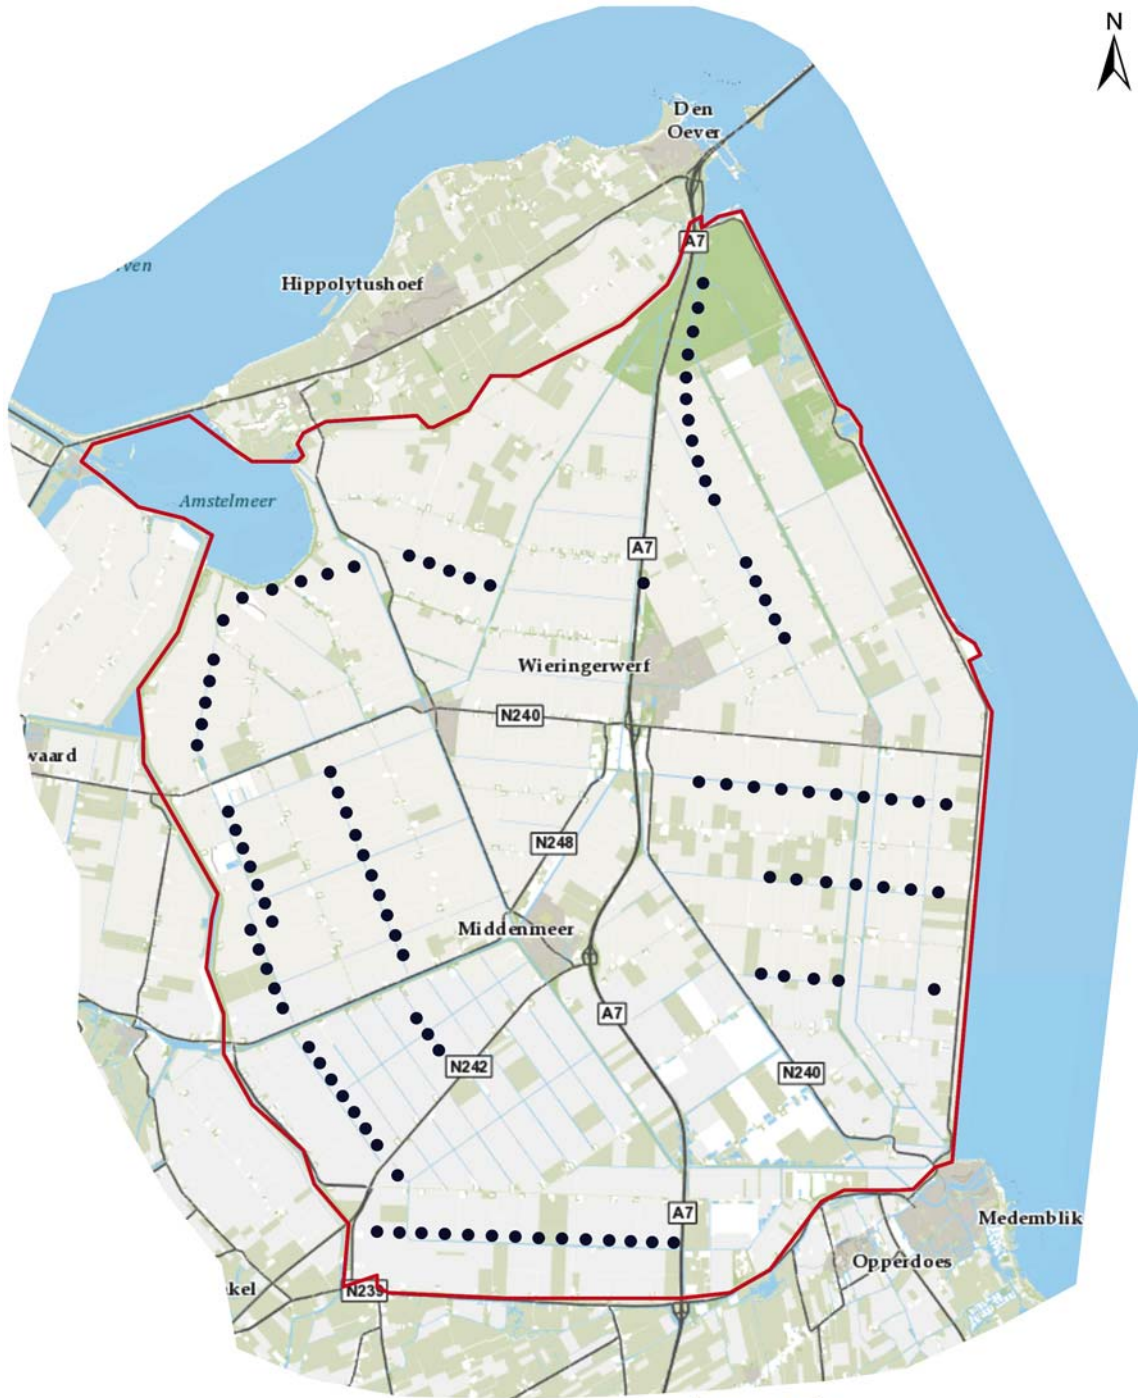 N
Den
Oever
A7
Hippolytushoef
Amstelmeer
A7
Wieringerwerf
N240
N248
Middenmeer
A7
N242
N240
A7
Medemblik
Opperdoes
N239